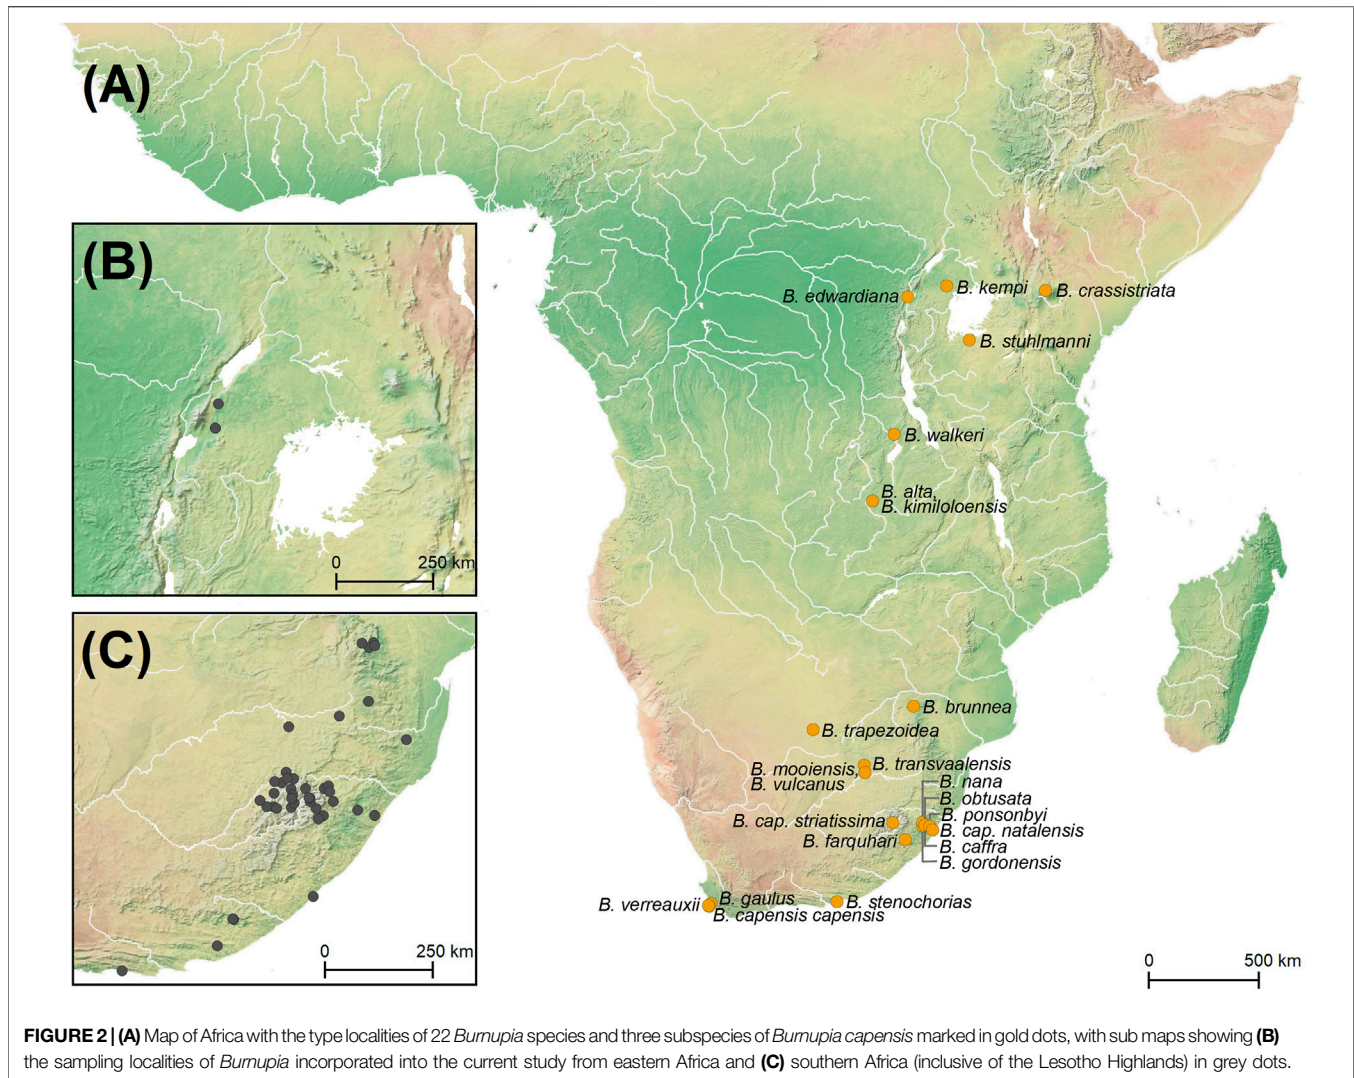 (A)
B. edwardiana
B. kempi
B. crassistriata
B. stuhlmanni
B. walkeri
B. alta,
B. kimiloloensis
B. brunnea
B. trapezoidea
B. mooiensis,
B. vulcanus
B. transvaalensis
B. nana
B. obtusata
B. ponsonbyi
B. cap. striatissima
B. cap. natalensis
B. farquhari
B. caffra
B. gordonensis
B. verreauxii
B. gaulus
B. capensis capensis
B. stenochorias
0 500 km
(B)
0 250 km
(C)
0 250 km
FIGURE 2 | (A) Map of Africa with the type localities of 22 Burnupia species and three subspecies of Burnupia capensis marked in gold dots, with sub maps showing (B)
the sampling localities of Burnupia incorporated into the current study from eastern Africa and (C) southern Africa (inclusive of the Lesotho Highlands) in grey dots.